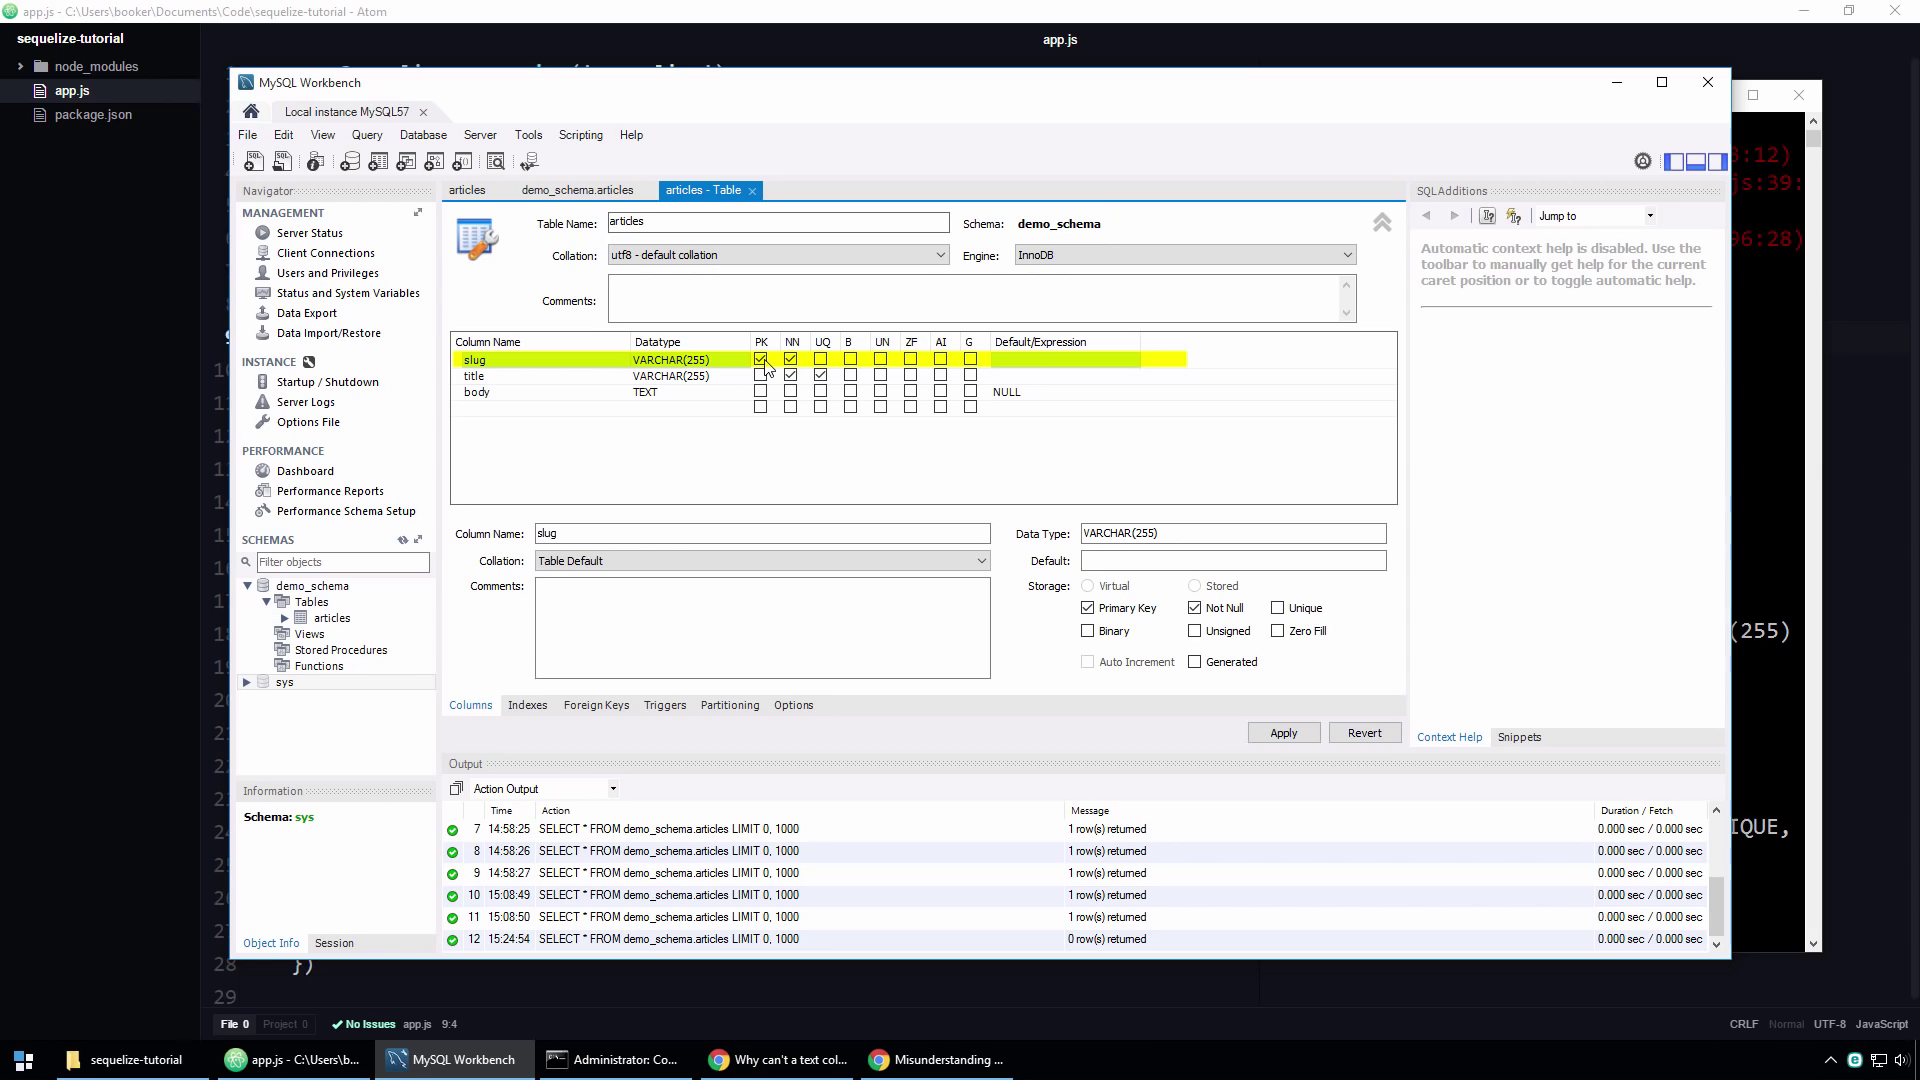 app.js - C:\Users\booker\Documents\Code\sequelize-tutorial - Atom
sequelize-tutorial
node_modules
app.js
package.json
app.js
MySQL Workbench
Local instance MySQL57
File Edit View Query Database Server Tools Scripting Help
Navigator
MANAGEMENT
Server Status
Client Connections
Users and Privileges
Status and System Variables
Data Export
Data Import/Restore
INSTANCE
Startup / Shutdown
Server Logs
Options File
PERFORMANCE
Dashboard
Performance Reports
Performance Schema Setup
SCHEMAS
Filter objects
demo_schema
Tables
articles
Views
Stored Procedures
Functions
sys
Information
Schema: sys
Object Info Session
articles demo_schema.articles articles - Table
Table Name: articles Schema: demo_schema
Collation: utf8 - default collation Engine: InnoDB
Comments:
Column Name Datatype PK NN UQ B UN ZF AI G Default/Expression
slug VARCHAR(255)
title VARCHAR(255)
body TEXT NULL
Column Name: slug Data Type: VARCHAR(255)
Collation: Table Default Default:
Comments: Storage: Virtual Stored
Primary Key Not Null Unique
Binary Unsigned Zero Fill
Auto Increment Generated
Columns Indexes Foreign Keys Triggers Partitioning Options
Apply Revert
SQLAdditions
Jump to
Automatic context help is disabled. Use the
toolbar to manually get help for the current
caret position or to toggle automatic help.
Context Help Snippets
Output
Action Output
Time Action Message Duration / Fetch
7 14:58:25 SELECT * FROM demo_schema.articles LIMIT 0, 1000 1 row(s) returned 0.000 sec / 0.000 sec
8 14:58:26 SELECT * FROM demo_schema.articles LIMIT 0, 1000 1 row(s) returned 0.000 sec / 0.000 sec
9 14:58:27 SELECT * FROM demo_schema.articles LIMIT 0, 1000 1 row(s) returned 0.000 sec / 0.000 sec
10 15:08:49 SELECT * FROM demo_schema.articles LIMIT 0, 1000 1 row(s) returned 0.000 sec / 0.000 sec
11 15:08:50 SELECT * FROM demo_schema.articles LIMIT 0, 1000 1 row(s) returned 0.000 sec / 0.000 sec
12 15:24:54 SELECT * FROM demo_schema.articles LIMIT 0, 1000 0 row(s) returned 0.000 sec / 0.000 sec
:12)
js:39:
96:28)
(255)
IQUE,
28 })
29
File 0 Project 0 No Issues app.js 9:4 CRLF Normal UTF-8 JavaScript
sequelize-tutorial app.js - C:\Users\b... MySQL Workbench Administrator: Co... Why can't a text col... Misunderstanding ...